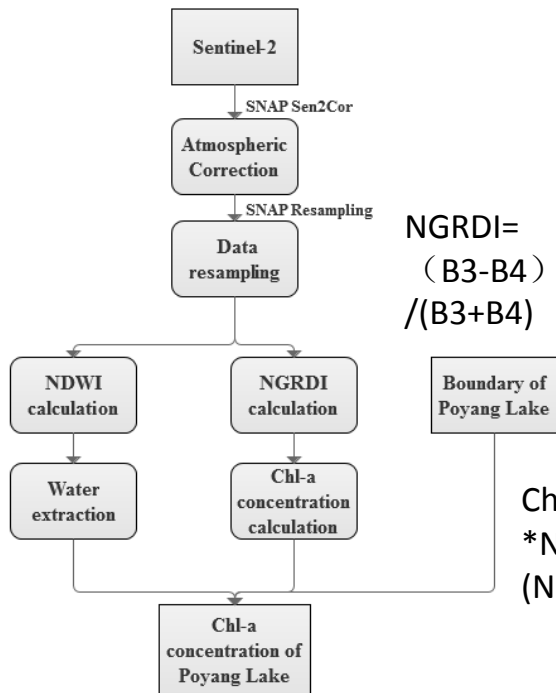 Sentinel-2
SNAP Sen2Cor
Atmospheric
Correction
SNAP Resampling
Data
resampling
NGRDI=
（B3-B4）
/(B3+B4)
NDWI
calculation
NGRDI
calculation
Boundary of
Poyang Lake
Water
extraction
Chl-a
concentration
calculation
Ch
*N
(N
Chl-a
concentration of
Poyang Lake